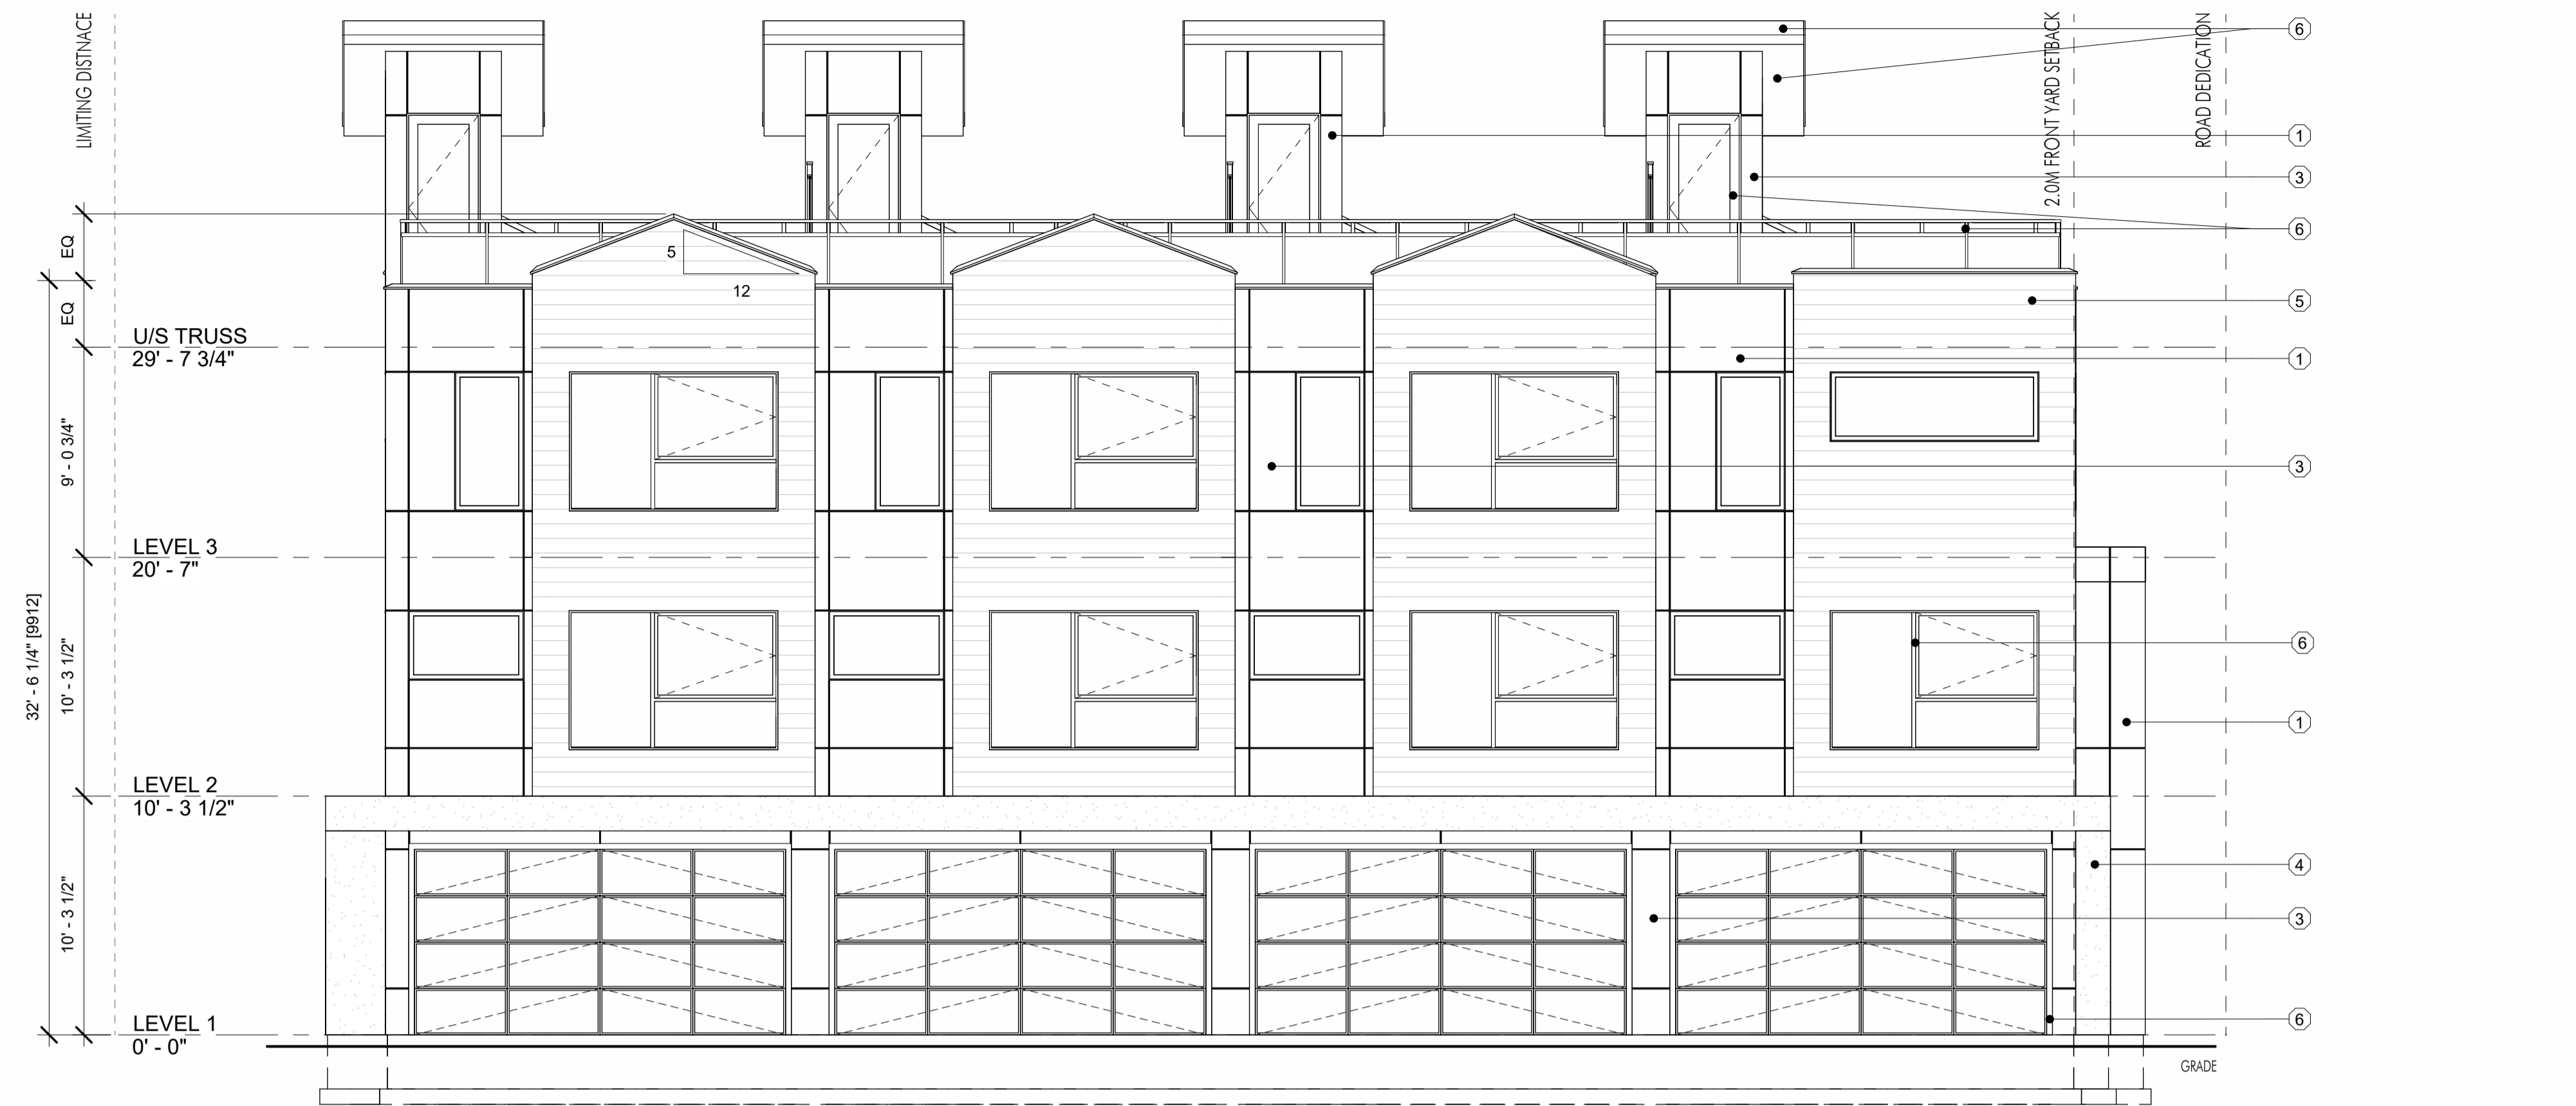 LIMITING DISTNACE
2.0M FRONT YARD SETBACK
ROAD DEDICATION
6
1
3
6
5
12
EQ
EQ
5
U/S TRUSS
29' - 7 3/4"
1
9' - 0 3/4"
3
LEVEL 3
20' - 7"
32' - 6 1/4" [9912]
10' - 3 1/2"
6
1
LEVEL 2
10' - 3 1/2"
4
10' - 3 1/2"
3
6
LEVEL 1
0' - 0"
GRADE